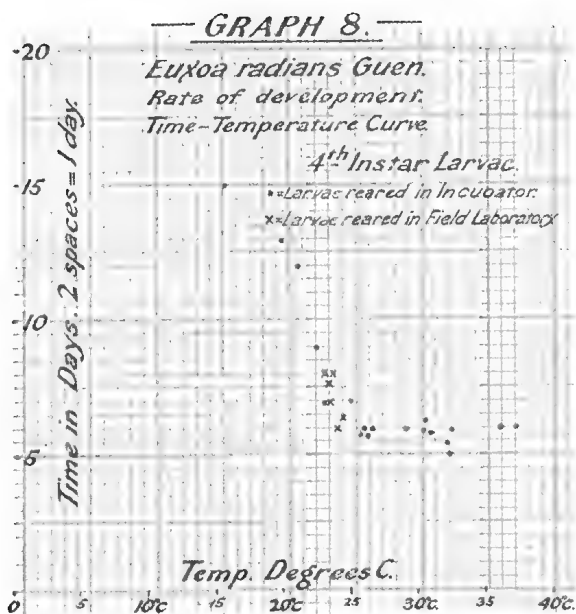 GRAPH 8.
Euxoa radians Guen.
Rate of development.
Time-Temperature Curve.
4th Instar Larvae.
•=Larvae reared in Incubator.
x=Larvae reared in Field Laboratory
Time in Days. 2 spaces = 1 day.
20
15
10
5
0
5
10°C
15
20°C
25
30°C
35
40°C
Temp. Degrees C.